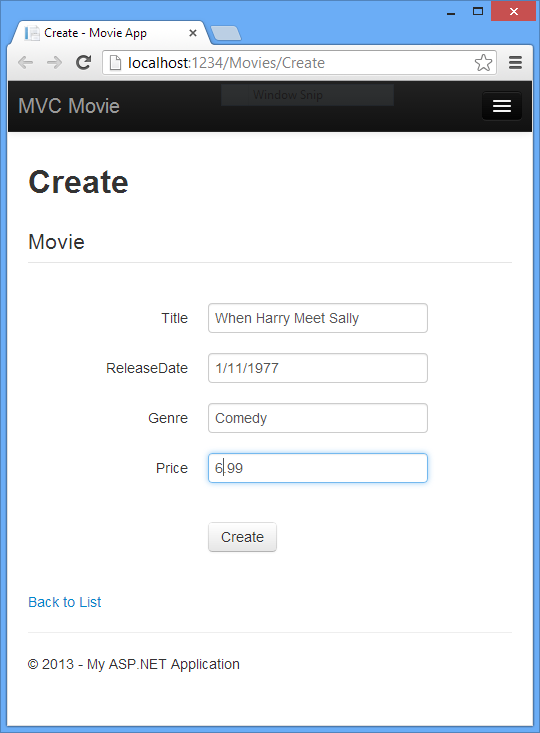 Create - Movie App
localhost:1234/Movies/Create
Window Snip
MVC Movie
Create
Movie
Title When Harry Meet Sally
ReleaseDate 1/11/1977
Genre Comedy
Price 6.99
Create
Back to List
© 2013 - My ASP.NET Application